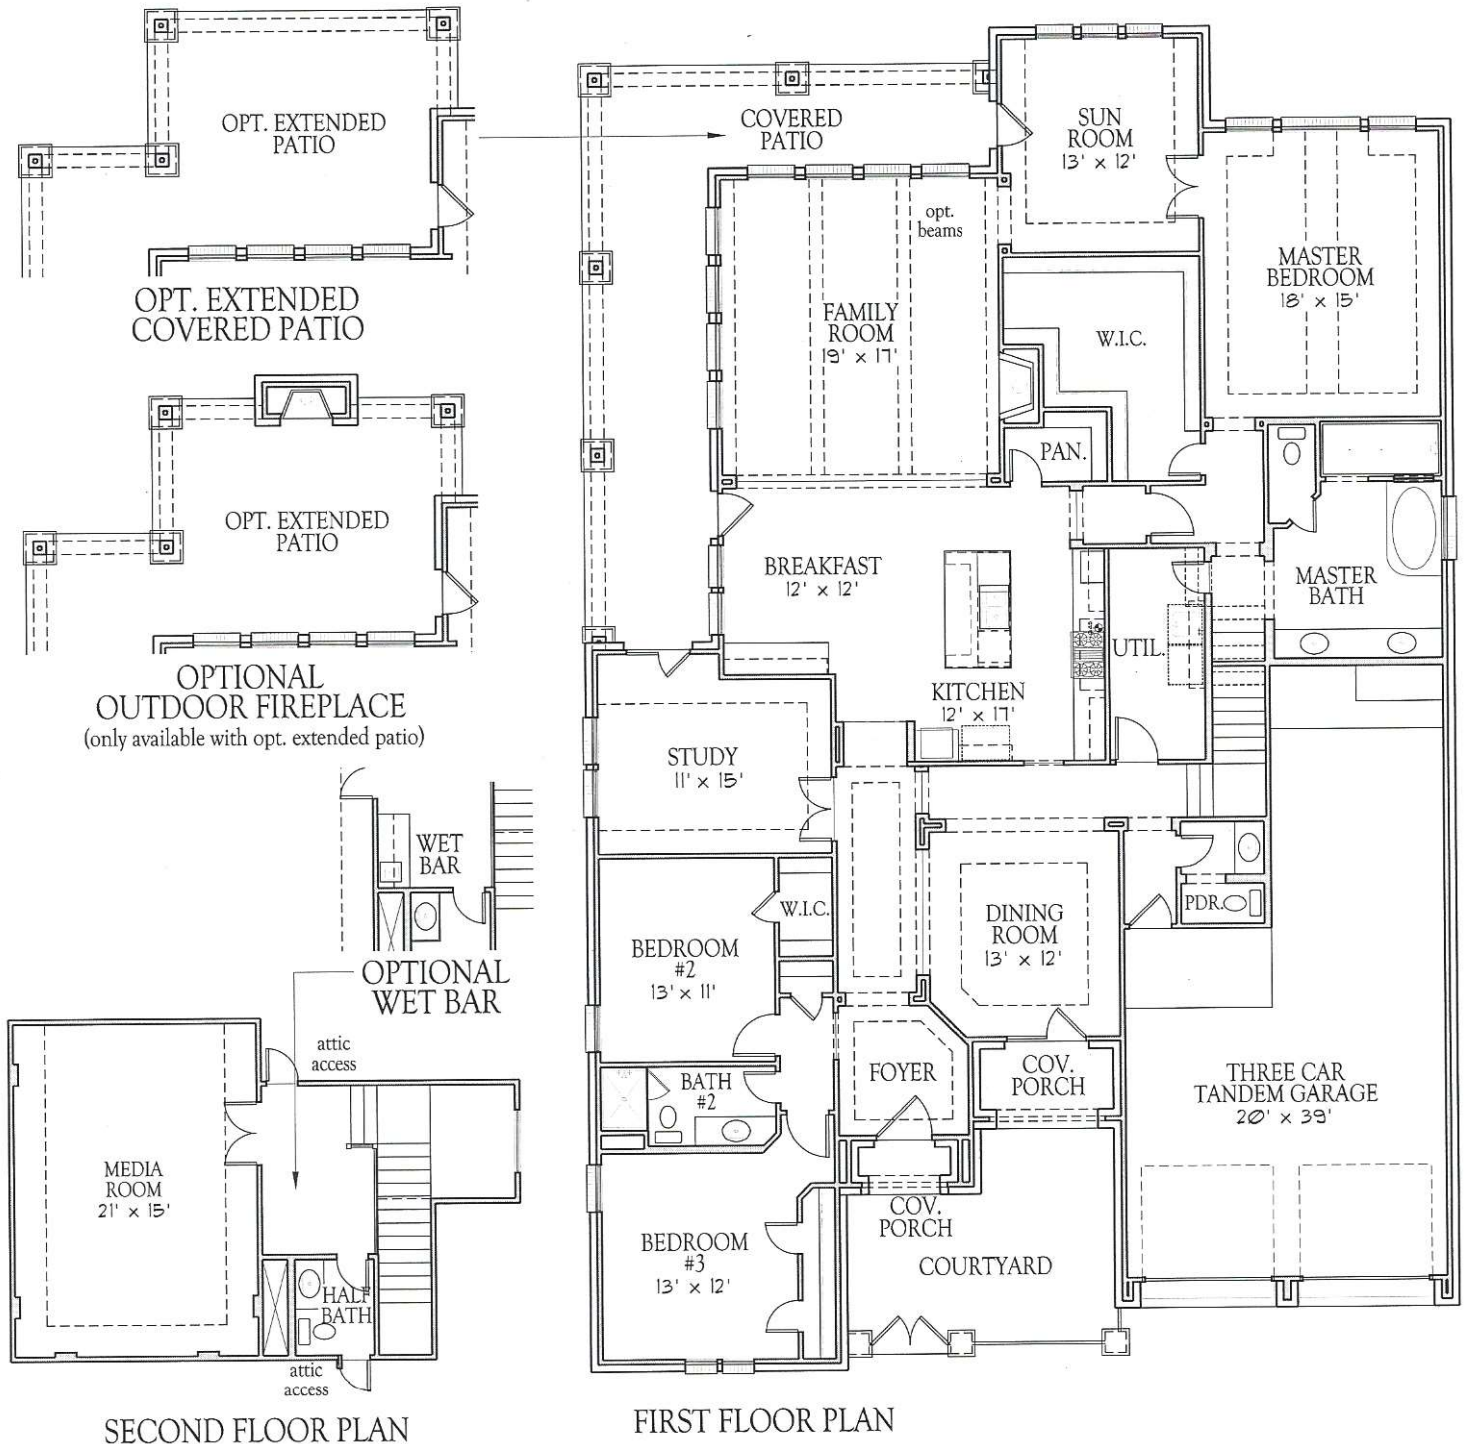 OPT. EXTENDED
PATIO
OPT. EXTENDED
COVERED PATIO
OPT. EXTENDED
PATIO
OPTIONAL
OUTDOOR FIREPLACE
(only available with opt. extended patio)
WET
BAR
OPTIONAL
WET BAR
attic
access
MEDIA
ROOM
21' x 15'
HALF
BATH
attic
access
SECOND FLOOR PLAN
COVERED
PATIO
SUN
ROOM
13' x 12'
opt.
beams
MASTER
BEDROOM
18' x 15'
FAMILY
ROOM
19' x 17'
W.I.C.
PAN.
BREAKFAST
12' x 12'
MASTER
BATH
UTIL.
KITCHEN
12' x 17'
STUDY
11' x 15'
W.I.C.
PDR.
DINING
ROOM
13' x 12'
BEDROOM
#2
13' x 11'
BATH
#2
FOYER
COV.
PORCH
THREE CAR
TANDEM GARAGE
20' x 39'
COV.
PORCH
BEDROOM
#3
13' x 12'
COURTYARD
FIRST FLOOR PLAN